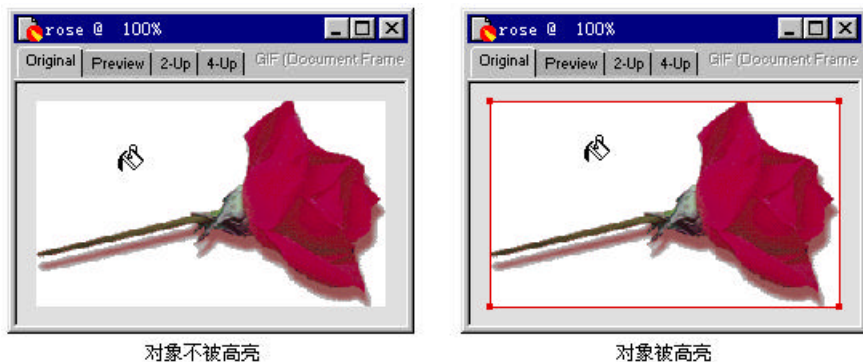 rose @ 100%
Original Preview 2-Up 4-Up GIF (Document Frame
对象不被高亮
rose @ 100%
Original Preview 2-Up 4-Up GIF (Document Frame
对象被高亮